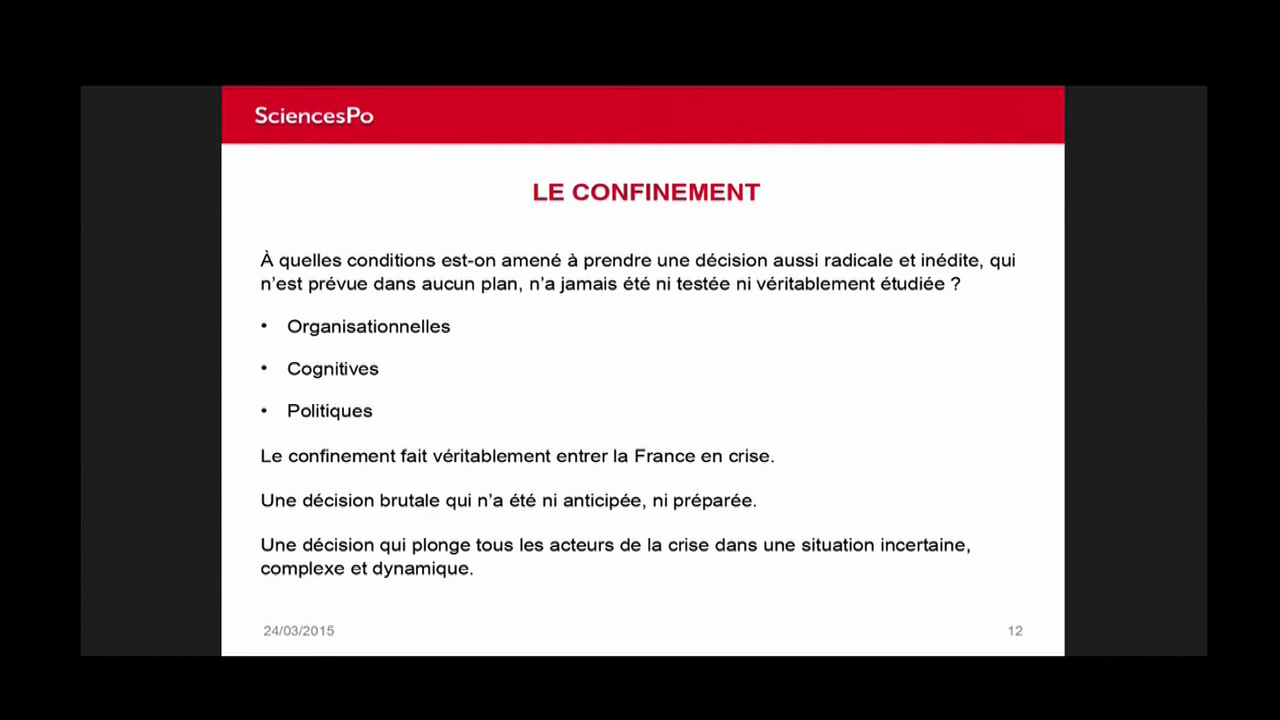 SciencesPo
LE CONFINEMENT
À quelles conditions est-on amené à prendre une décision aussi radicale et inédite, qui
n'est prévue dans aucun plan, n'a jamais été ni testée ni véritablement étudiée ?
• Organisationnelles
• Cognitives
• Politiques
Le confinement fait véritablement entrer la France en crise.
Une décision brutale qui n'a été ni anticipée, ni préparée.
Une décision qui plonge tous les acteurs de la crise dans une situation incertaine,
complexe et dynamique.
24/03/2015 12